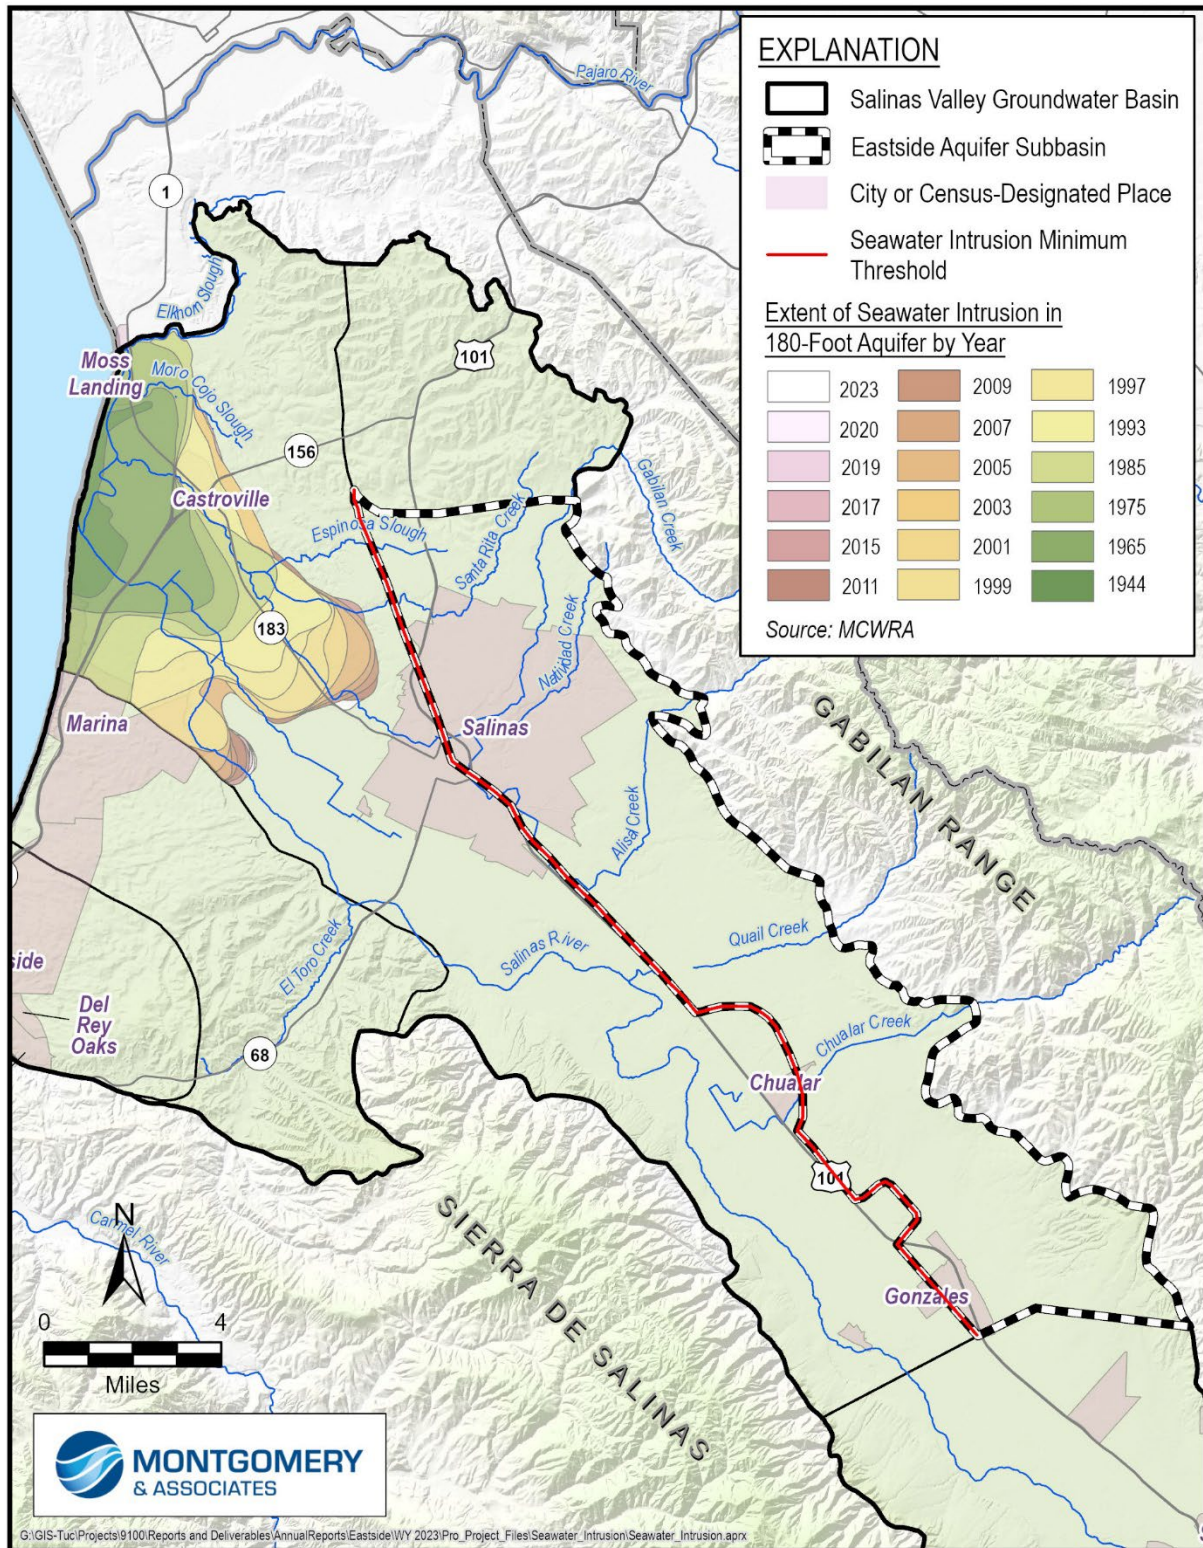 EXPLANATION
Salinas Valley Groundwater Basin
Eastside Aquifer Subbasin
City or Census-Designated Place
Seawater Intrusion Minimum
Threshold
Extent of Seawater Intrusion in
180-Foot Aquifer by Year
2023
2020
2019
2017
2015
2011
2009
2007
2005
2003
2001
1999
1997
1993
1985
1975
1965
1944
Source: MCWRA
Pajaro River
1
Elkhorn Slough
101
Moss
Landing
Moro Cojo Slough
156
Castroville
Gabilan Creek
Espinosa Slough
Santa Rita Creek
Natividad Creek
183
Marina
Salinas
GABILAN RANGE
Alisal Creek
Quail Creek
Salinas River
El Toro Creek
side
Del
Rey
Oaks
68
Chualar Creek
Chualar
101
SIERRA DE SALINAS
Gonzales
Carmel River
N
0 4
Miles
MONTGOMERY
& ASSOCIATES
G:\GIS-Tuc\Projects\9100\Reports and Deliverables\AnnualReports\Eastside\WY 2023\Pro_Project_Files\Seawater_Intrusion\Seawater_Intrusion.aprx